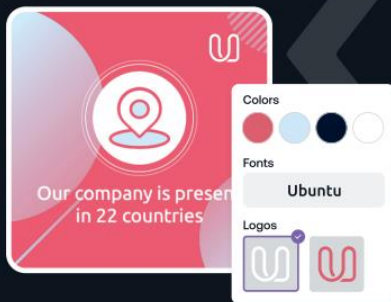 Our company is presen
in 22 countries
Colors
Fonts
Ubuntu
Logos